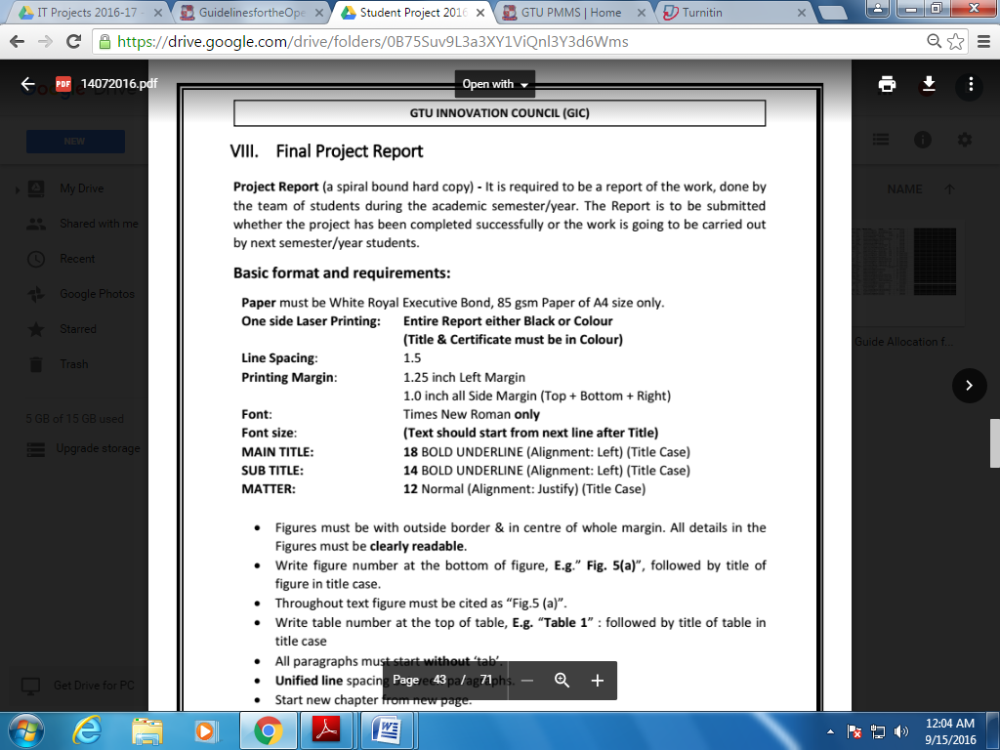 IT Projects 2016-17
GuidelinesfortheOpe
Student Project 2016
GTU PMMS | Home
Turnitin
https://drive.google.com/drive/folders/0B75Suv9L3a3XY1ViQnl3Y3d6Wms
PDF 14072016.pdf
Open with
NEW
My Drive
Shared with me
Recent
Google Photos
Starred
Trash
5 GB of 15 GB used
Upgrade storage
Get Drive for PC
NAME
Guide Allocation f...
GTU INNOVATION COUNCIL (GIC)
VIII. Final Project Report
Project Report (a spiral bound hard copy) - It is required to be a report of the work, done by
the team of students during the academic semester/year. The Report is to be submitted
whether the project has been completed successfully or the work is going to be carried out
by next semester/year students.
Basic format and requirements:
Paper must be White Royal Executive Bond, 85 gsm Paper of A4 size only.
One side Laser Printing: Entire Report either Black or Colour
(Title & Certificate must be in Colour)
Line Spacing: 1.5
Printing Margin: 1.25 inch Left Margin
1.0 inch all Side Margin (Top + Bottom + Right)
Font: Times New Roman only
Font size: (Text should start from next line after Title)
MAIN TITLE: 18 BOLD UNDERLINE (Alignment: Left) (Title Case)
SUB TITLE: 14 BOLD UNDERLINE (Alignment: Left) (Title Case)
MATTER: 12 Normal (Alignment: Justify) (Title Case)
• Figures must be with outside border & in centre of whole margin. All details in the
Figures must be clearly readable.
• Write figure number at the bottom of figure, E.g.” Fig. 5(a)”, followed by title of
figure in title case.
• Throughout text figure must be cited as “Fig.5 (a)”.
• Write table number at the top of table, E.g. “Table 1” : followed by title of table in
title case
• All paragraphs must start without ‘tab’.
• Unified line spacing between paragraphs.
• Start new chapter from new page.
Page 43 / 71
12:04 AM
9/15/2016